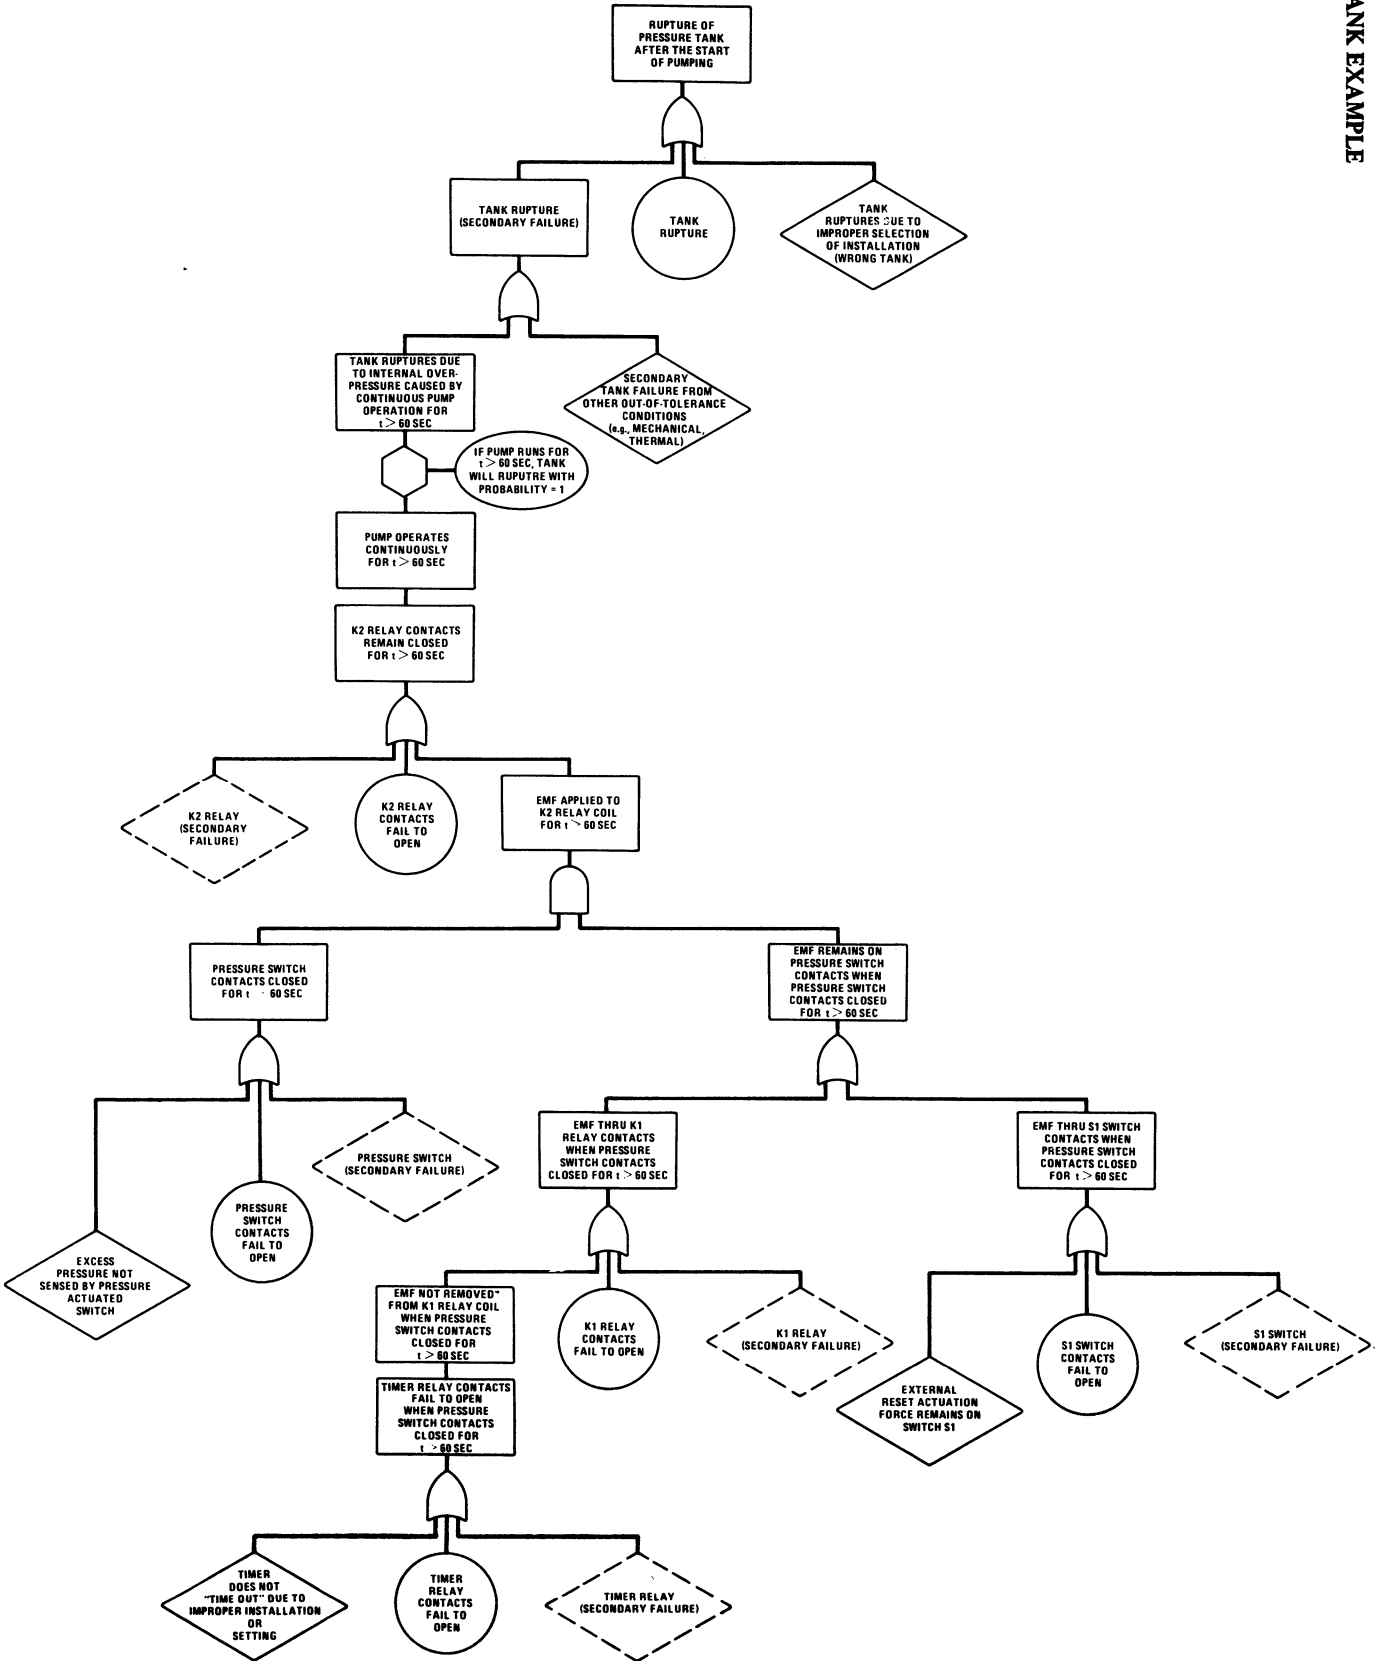 ANK EXAMPLE
RUPTURE OF
PRESSURE TANK
AFTER THE START
OF PUMPING
TANK RUPTURE
(SECONDARY FAILURE)
TANK
RUPTURE
TANK
RUPTURES DUE TO
IMPROPER SELECTION
OF INSTALLATION
(WRONG TANK)
TANK RUPTURES DUE
TO INTERNAL OVER-
PRESSURE CAUSED BY
CONTINUOUS PUMP
OPERATION FOR
t > 60 SEC
SECONDARY
TANK FAILURE FROM
OTHER OUT-OF-TOLERANCE
CONDITIONS
(e.g., MECHANICAL,
THERMAL)
IF PUMP RUNS FOR
t > 60 SEC, TANK
WILL RUPUTRE WITH
PROBABILITY = 1
PUMP OPERATES
CONTINUOUSLY
FOR t > 60 SEC
K2 RELAY CONTACTS
REMAIN CLOSED
FOR t > 60 SEC
K2 RELAY
(SECONDARY
FAILURE)
K2 RELAY
CONTACTS
FAIL TO
OPEN
EMF APPLIED TO
K2 RELAY COIL
FOR t > 60 SEC
PRESSURE SWITCH
CONTACTS CLOSED
FOR t 60 SEC
EMF REMAINS ON
PRESSURE SWITCH
CONTACTS WHEN
PRESSURE SWITCH
CONTACTS CLOSED
FOR t > 60 SEC
EXCESS
PRESSURE NOT
SENSED BY PRESSURE
ACTUATED
SWITCH
PRESSURE
SWITCH
CONTACTS
FAIL TO
OPEN
PRESSURE SWITCH
(SECONDARY FAILURE)
EMF THRU K1
RELAY CONTACTS
WHEN PRESSURE
SWITCH CONTACTS
CLOSED FOR t > 60 SEC
EMF THRU S1 SWITCH
CONTACTS WHEN
PRESSURE SWITCH
CONTACTS CLOSED
FOR t > 60 SEC
EMF NOT REMOVED*
FROM K1 RELAY COIL
WHEN PRESSURE
SWITCH CONTACTS
CLOSED FOR
t > 60 SEC
K1 RELAY
CONTACTS
FAIL TO OPEN
K1 RELAY
(SECONDARY FAILURE)
EXTERNAL
RESET ACTUATION
FORCE REMAINS ON
SWITCH S1
S1 SWITCH
CONTACTS
FAIL TO
OPEN
S1 SWITCH
(SECONDARY FAILURE)
TIMER RELAY CONTACTS
FAIL TO OPEN
WHEN PRESSURE
SWITCH CONTACTS
CLOSED FOR
t > 60 SEC
TIMER
DOES NOT
"TIME OUT" DUE TO
IMPROPER INSTALLATION
OR
SETTING
TIMER
RELAY
CONTACTS
FAIL TO
OPEN
TIMER RELAY
(SECONDARY FAILURE)